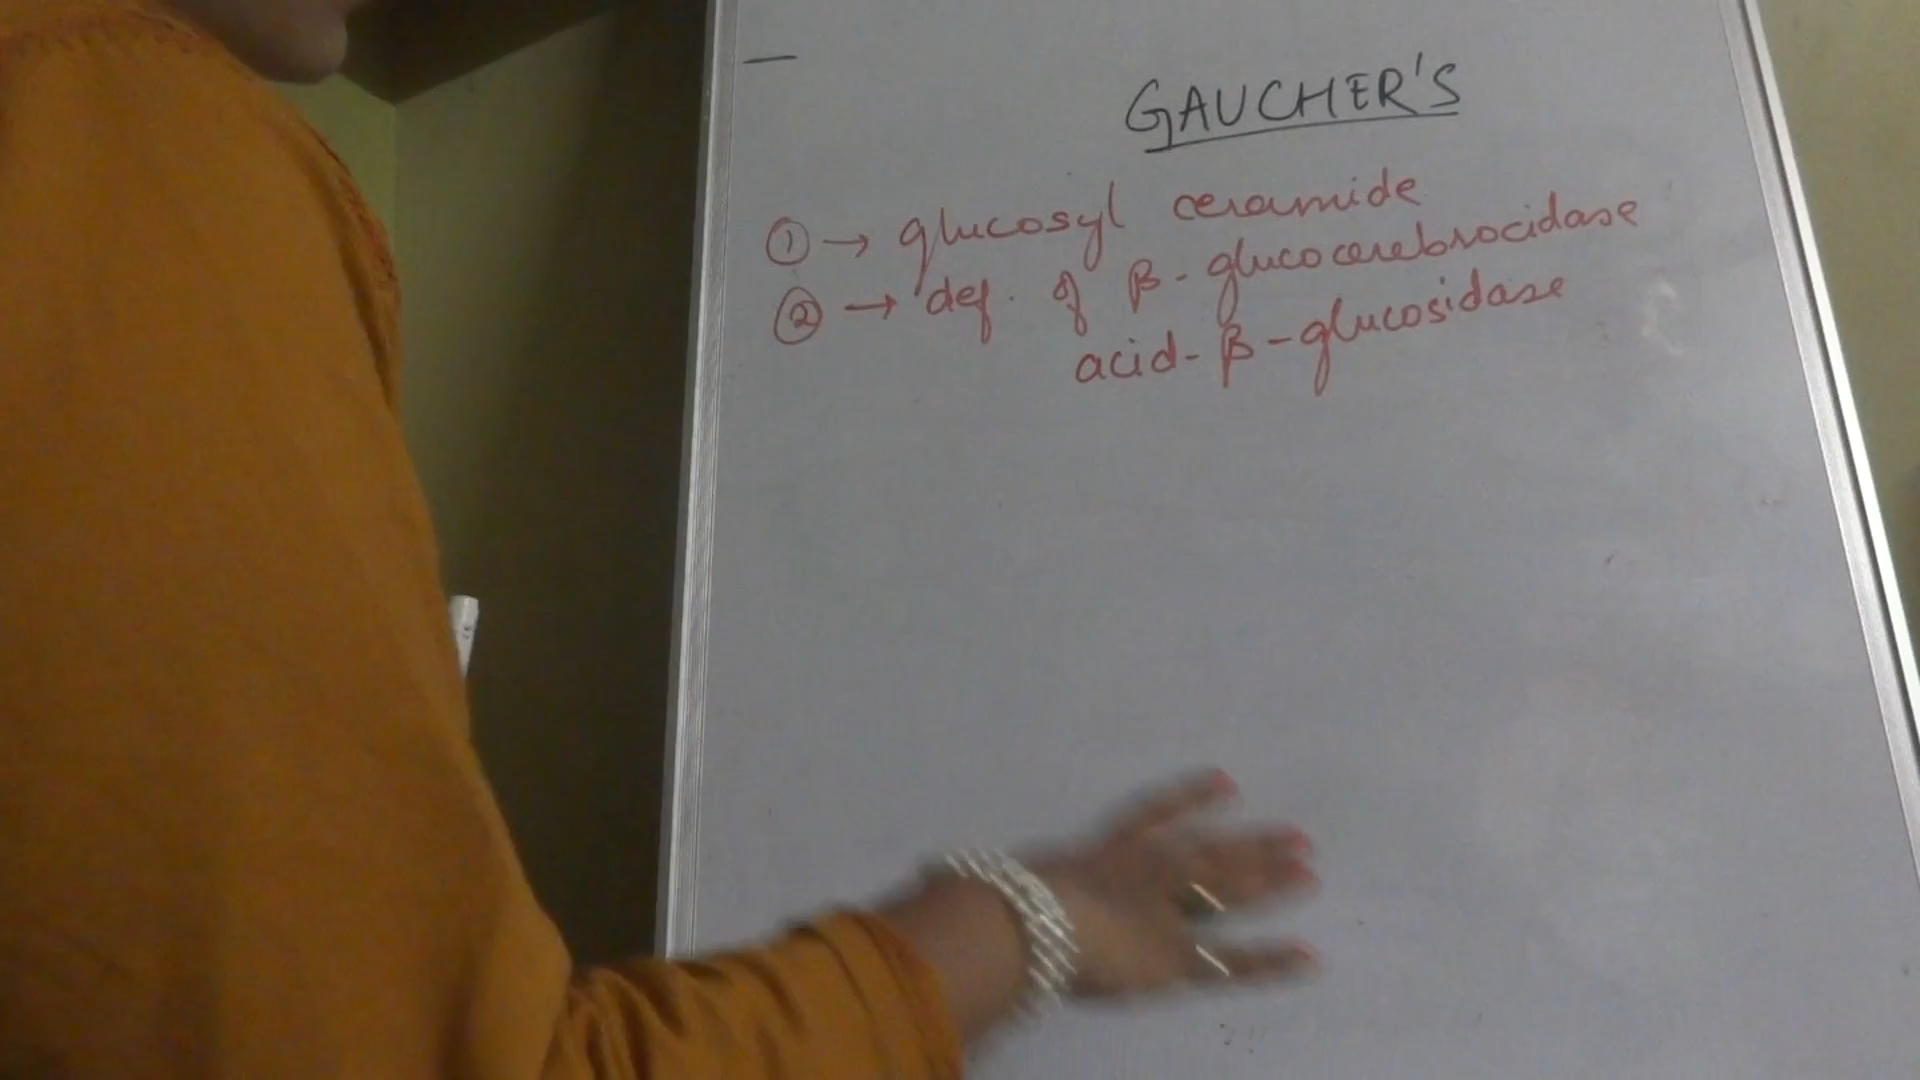 GAUCHER'S
① → glucosyl ceramide
② → def. of β-glucocerebrocidase
acid-β-glucosidase